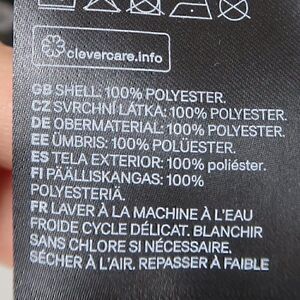 clevercare.info
GB SHELL: 100% POLYESTER.
CZ SVRCHNÍ LÁTKA: 100% POLYESTER.
DE OBERMATERIAL: 100% POLYESTER.
EE ÜMBRIS: 100% POLÜESTER.
ES TELA EXTERIOR: 100% poliéster.
FI PÄÄLLISKANGAS: 100%
POLYESTERIÄ.
FR LAVER À LA MACHINE À L'EAU
FROIDE CYCLE DÉLICAT. BLANCHIR
SANS CHLORE SI NÉCESSAIRE.
SÉCHER À L'AIR. REPASSER À FAIBLE